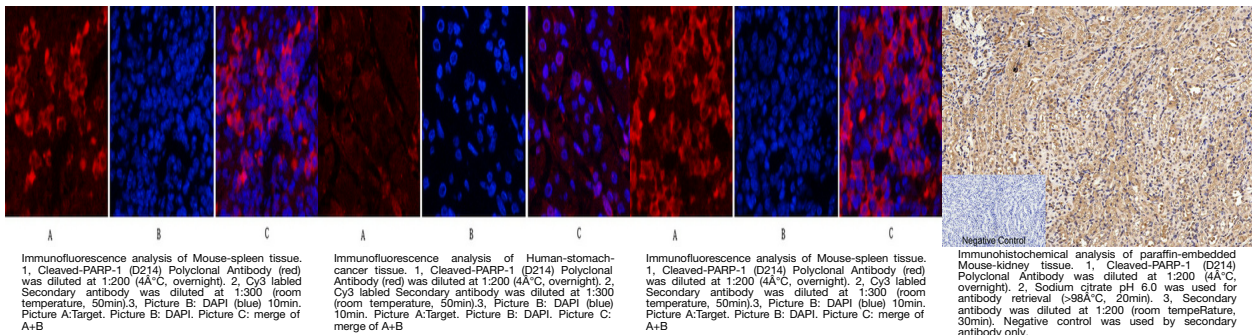 A
B
C
A
B
C
A
B
C
Negative Control
Immunofluorescence analysis of Mouse-spleen tissue.
1, Cleaved-PARP-1 (D214) Polyclonal Antibody (red)
was diluted at 1:200 (4Â°C, overnight). 2, Cy3 labled
Secondary antibody was diluted at 1:300 (room
temperature, 50min).3, Picture B: DAPI (blue) 10min.
Picture A:Target. Picture B: DAPI. Picture C: merge of
A+B
Immunofluorescence analysis of Human-stomach-
cancer tissue. 1, Cleaved-PARP-1 (D214) Polyclonal
Antibody (red) was diluted at 1:200 (4Â°C, overnight). 2,
Cy3 labled Secondary antibody was diluted at 1:300
(room temperature, 50min).3, Picture B: DAPI (blue)
10min. Picture A:Target. Picture B: DAPI. Picture C:
merge of A+B
Immunofluorescence analysis of Mouse-spleen tissue.
1, Cleaved-PARP-1 (D214) Polyclonal Antibody (red)
was diluted at 1:200 (4Â°C, overnight). 2, Cy3 labled
Secondary antibody was diluted at 1:300 (room
temperature, 50min).3, Picture B: DAPI (blue) 10min.
Picture A:Target. Picture B: DAPI. Picture C: merge of
A+B
Immunohistochemical analysis of paraffin-embedded
Mouse-kidney tissue. 1, Cleaved-PARP-1 (D214)
Polyclonal Antibody was diluted at 1:200 (4Â°C,
overnight). 2, Sodium citrate pH 6.0 was used for
antibody retrieval (>98Â°C, 20min). 3, Secondary
antibody was diluted at 1:200 (room tempeRature,
30min). Negative control was used by secondary
antibody only.